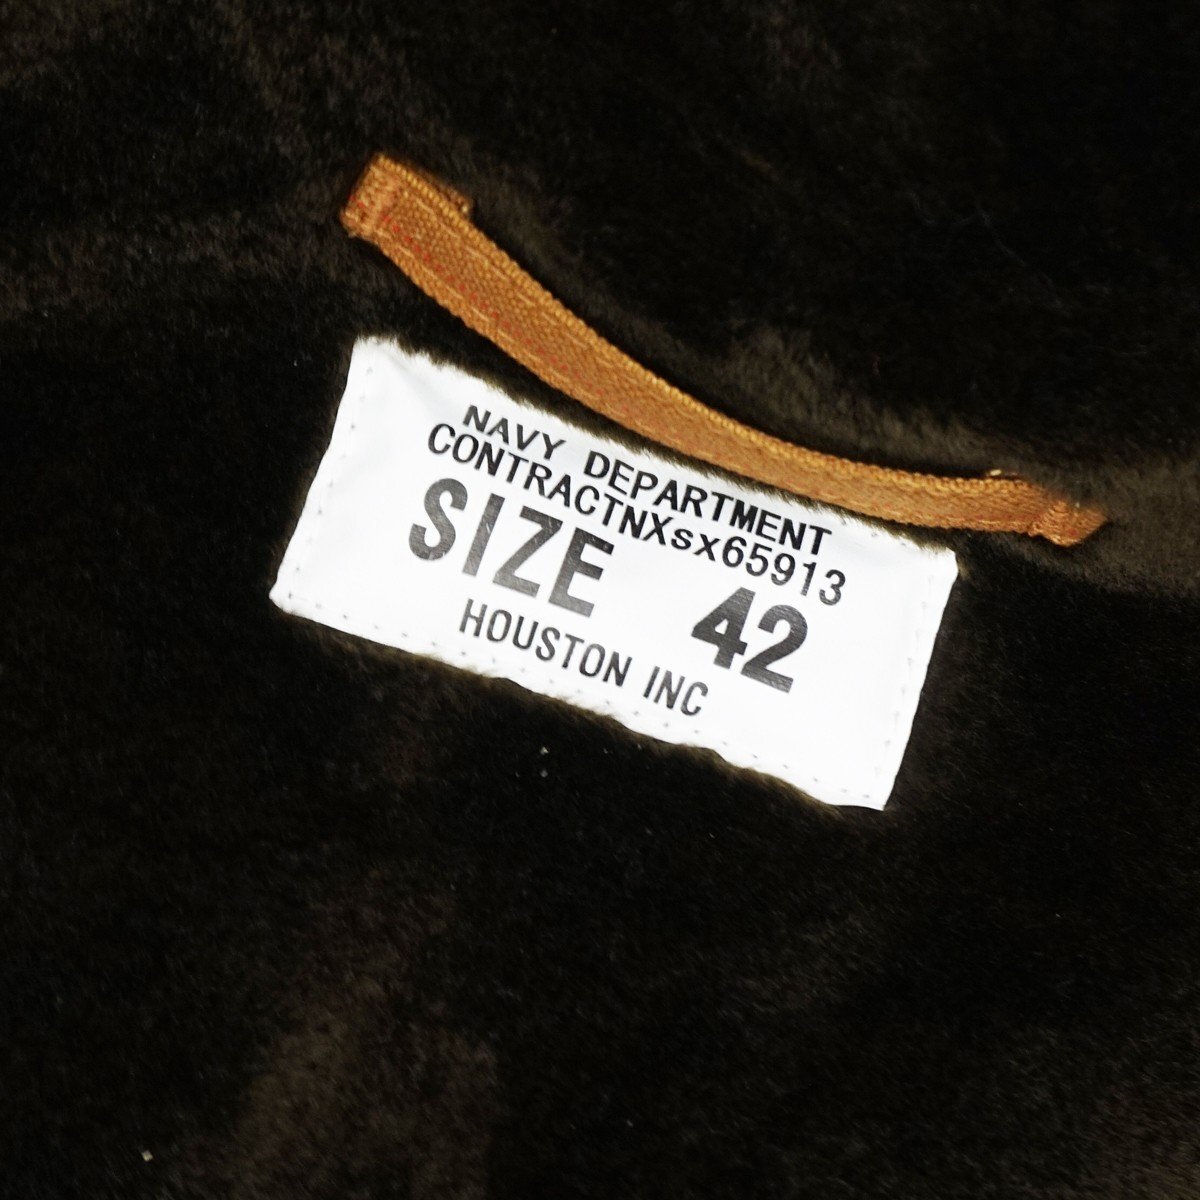 NAVY DEPARTMENT
CONTRACTNXsx65913
SIZE 42
HOUSTON INC